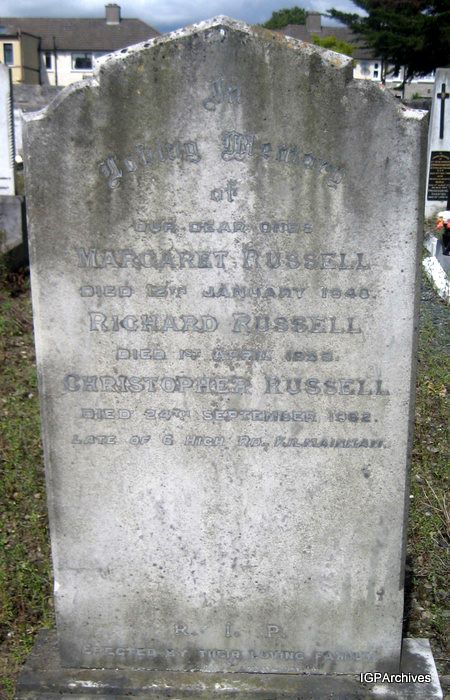 In
Loving Memory
of
OUR DEAR ONES
MARGARET RUSSELL
DIED 12TH JANUARY 1940.
RICHARD RUSSELL
DIED 1ST APRIL
CHRISTOPHER RUSSELL
DIED 24TH SEPTEMBER 1962.
LATE OF 6 HIGH RD. KILMAINHAM.
R. I. P.
ERECTED BY THEIR LOVING FAMILY
IGPArchives